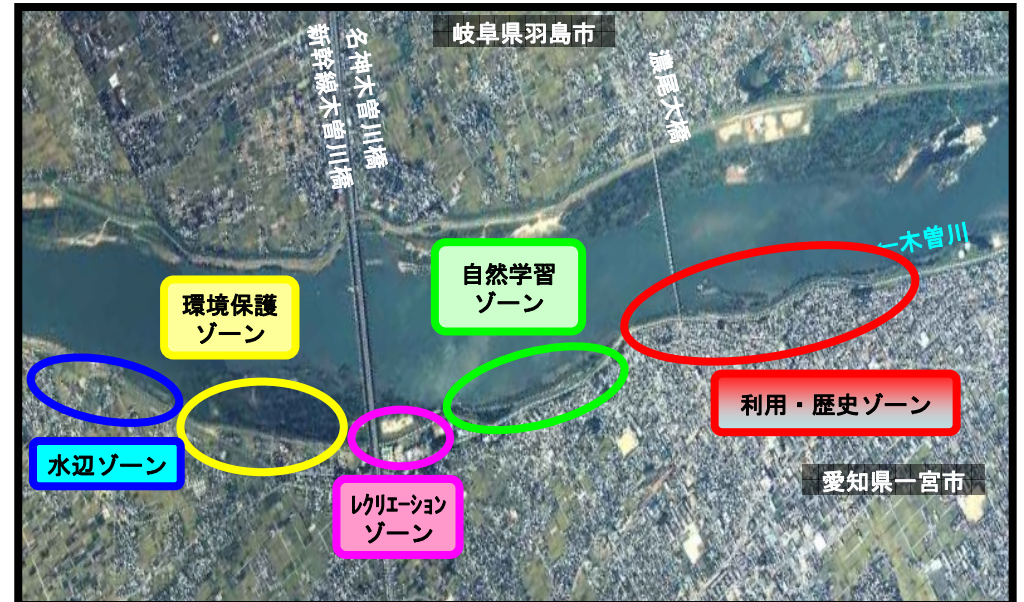 岐阜県羽島市
名神木曽川橋
新幹線木曽川橋
濃尾大橋
←木曽川
自然学習
ゾーン
環境保護
ゾーン
利用・歴史ゾーン
水辺ゾーン
ﾚｸﾘｴｰｼｮﾝ
ゾーン
愛知県一宮市